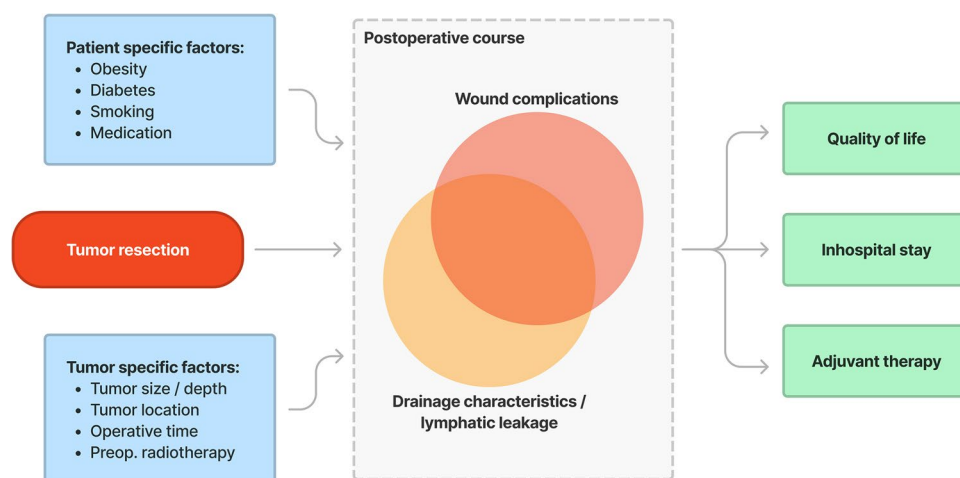 Patient specific factors:
• Obesity
• Diabetes
• Smoking
• Medication
Tumor resection
Tumor specific factors:
• Tumor size / depth
• Tumor location
• Operative time
• Preop. radiotherapy
Postoperative course
Wound complications
Drainage characteristics /
lymphatic leakage
Quality of life
Inhospital stay
Adjuvant therapy